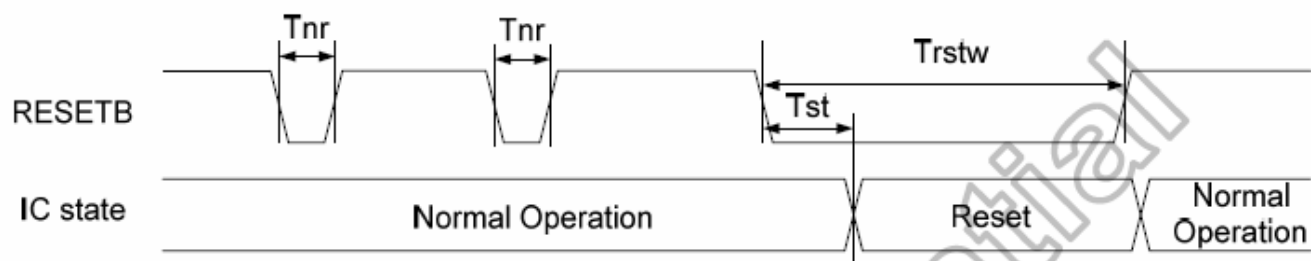 Tnr
Tnr
Trstw
RESETB
Tst
IC state
Normal Operation
Reset
Normal
Operation